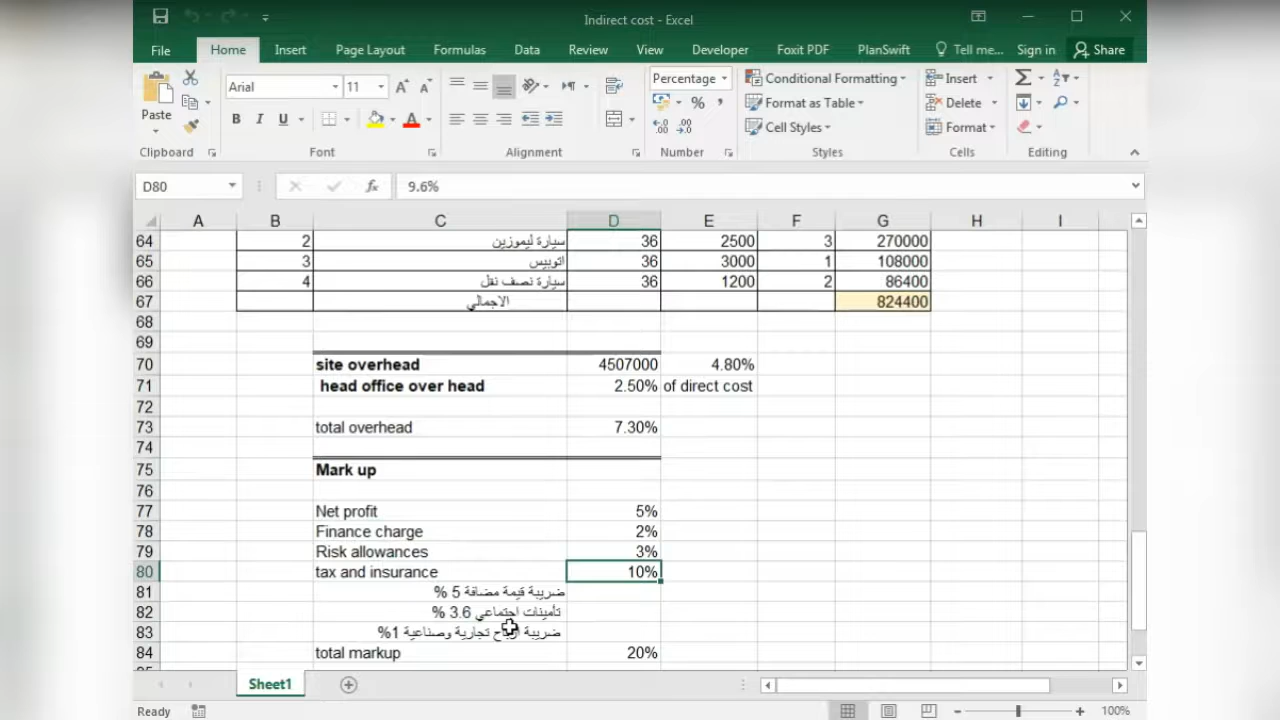 Indirect cost - Excel
File Home Insert Page Layout Formulas Data Review View Developer Foxit PDF PlanSwift Tell me... Sign in Share
Paste
Arial 11
B I U A
Percentage
% ,
Conditional Formatting
Format as Table
Cell Styles
Insert
Delete
Format
Clipboard Font Alignment Number Styles Cells Editing
D80 fx 9.6%
A B C D E F G H I
64 2 سيارة ليموزين 36 2500 3 270000
65 3 اتوبيس 36 3000 1 108000
66 4 سيارة نصف نقل 36 1200 2 86400
67 الاجمالي 824400
68
69
70 site overhead 4507000 4.80%
71 head office over head 2.50% of direct cost
72
73 total overhead 7.30%
74
75 Mark up
76
77 Net profit 5%
78 Finance charge 2%
79 Risk allowances 3%
80 tax and insurance 10%
81 ضريبة قيمة مضافة 5 %
82 تأمينات اجتماعي 3.6 %
83 ضريبة ارباح تجارية وصناعية 1%
84 total markup 20%
Sheet1
Ready 100%